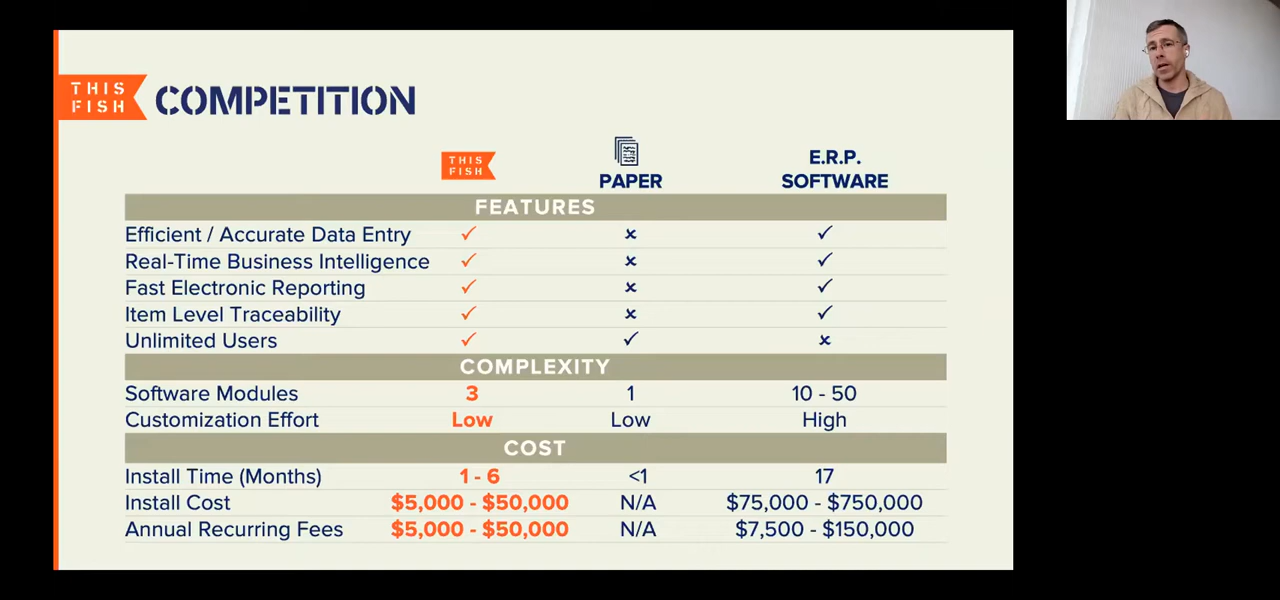 THIS
FISH
COMPETITION
THIS
FISH
PAPER
E.R.P.
SOFTWARE
FEATURES
Efficient / Accurate Data Entry ✓ × ✓
Real-Time Business Intelligence ✓ × ✓
Fast Electronic Reporting ✓ × ✓
Item Level Traceability ✓ × ✓
Unlimited Users ✓ ✓ ×
COMPLEXITY
Software Modules 3 1 10 - 50
Customization Effort Low Low High
COST
Install Time (Months) 1 - 6 <1 17
Install Cost $5,000 - $50,000 N/A $75,000 - $750,000
Annual Recurring Fees $5,000 - $50,000 N/A $7,500 - $150,000